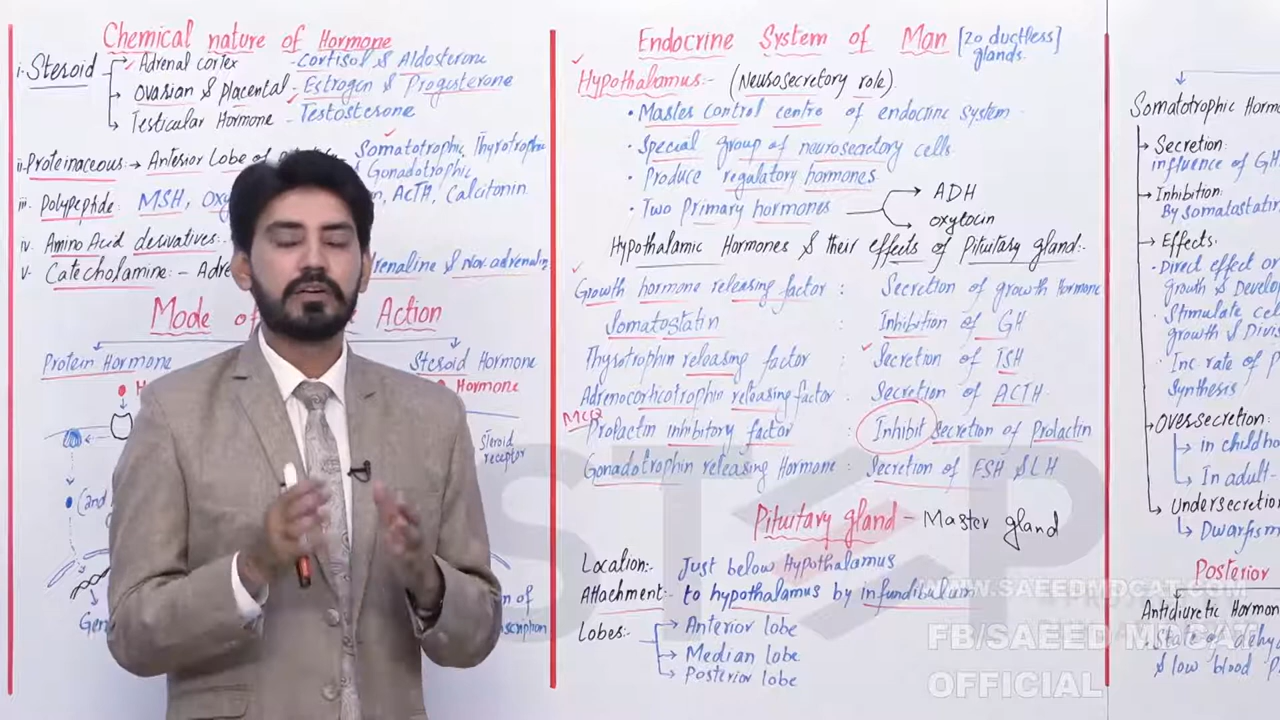 Chemical nature of Hormone
i. Steroid
Adrenal cortex - Cortisol & Aldosterone
Ovarian & Placental - Estrogen & Progesterone
Testicular Hormone - Testosterone
ii. Proteinaceous: → Anterior Lobe of Somatotrophic, Thyrotroph
& Gonadotrophic
iii. Polypeptide: MSH, ACTH, Calcitonin
iv. Amino Acid derivatives:-
v. Catecholamine: - & Nor. adrenaline
Mode of Action
Protein Hormone
Steroid Hormone
Hormone
Steroid
receptor
(2nd
Endocrine System of Man [20 ductless]
glands.
Hypothalamus:- (Neurosecretory role).
• Master control centre of endocrine system
• Special group of neurosecretory cells
• Produce regulatory hormones
• Two Primary hormones
ADH
oxytocin
Hypothalamic Hormones & their effects of Pituitary gland:-
Growth hormone releasing factor : Secretion of growth Hormone
Somatostatin : Inhibition of GH
Thyrotrophin releasing factor : Secretion of TSH
Adrenocorticotrophin releasing factor : Secretion of ACTH
MCQ
Prolactin inhibitory factor : Inhibit secretion of Prolactin
Gonadotrophin releasing Hormone : Secretion of FSH & LH
Pituitary gland - Master gland
Location:- Just below Hypothalamus
Attachment:- to hypothalamus by infundibulum
Lobes:-
Anterior lobe
Median lobe
Posterior lobe
Somatotrophic Hormo
Secretion:
influence of GH
Inhibition:
By somatostatin
Effects.
• Direct effect on
growth & Develop
• Stimulate cell
growth & Divis
• Inc rate of p
Synthesis
Oversecretion:
in childho
In adult-
Undersecretion
Dwarfism
Posterior
Antidiuretic Hormon
• State of dehy
& low blood P
STEP
WWW.SAEEDMDCAT.COM
FB/SAEED MDCAT
OFFICIAL